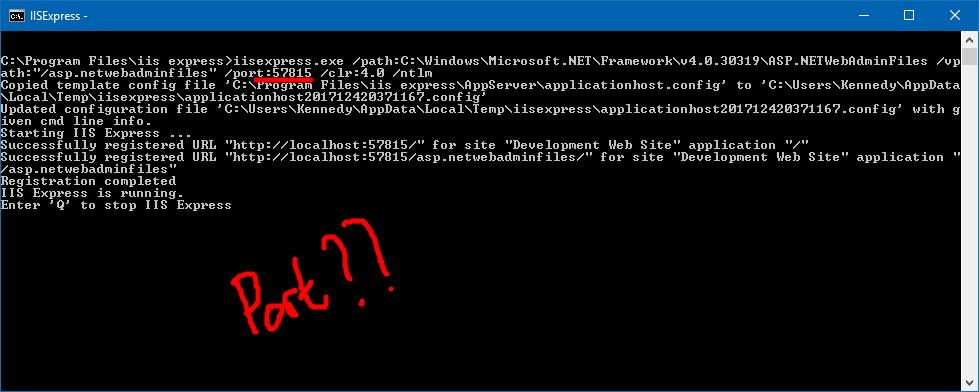 IISExpress -
C:\Program Files\iis express>iisexpress.exe /path:C:\Windows\Microsoft.NET\Framework\v4.0.30319\ASP.NETWebAdminFiles /vp
ath:"/asp.netwebadminfiles" /port:57815 /clr:4.0 /ntlm
Copied template config file 'C:\Program Files\iis express\AppServer\applicationhost.config' to 'C:\Users\Kennedy\AppData
\Local\Temp\iisexpress\applicationhost201712420371167.config'
Updated configuration file 'C:\Users\Kennedy\AppData\Local\Temp\iisexpress\applicationhost201712420371167.config' with g
iven cmd line info.
Starting IIS Express ...
Successfully registered URL "http://localhost:57815/" for site "Development Web Site" application "/"
Successfully registered URL "http://localhost:57815/asp.netwebadminfiles/" for site "Development Web Site" application "
/asp.netwebadminfiles"
Registration completed
IIS Express is running.
Enter 'Q' to stop IIS Express
Port??